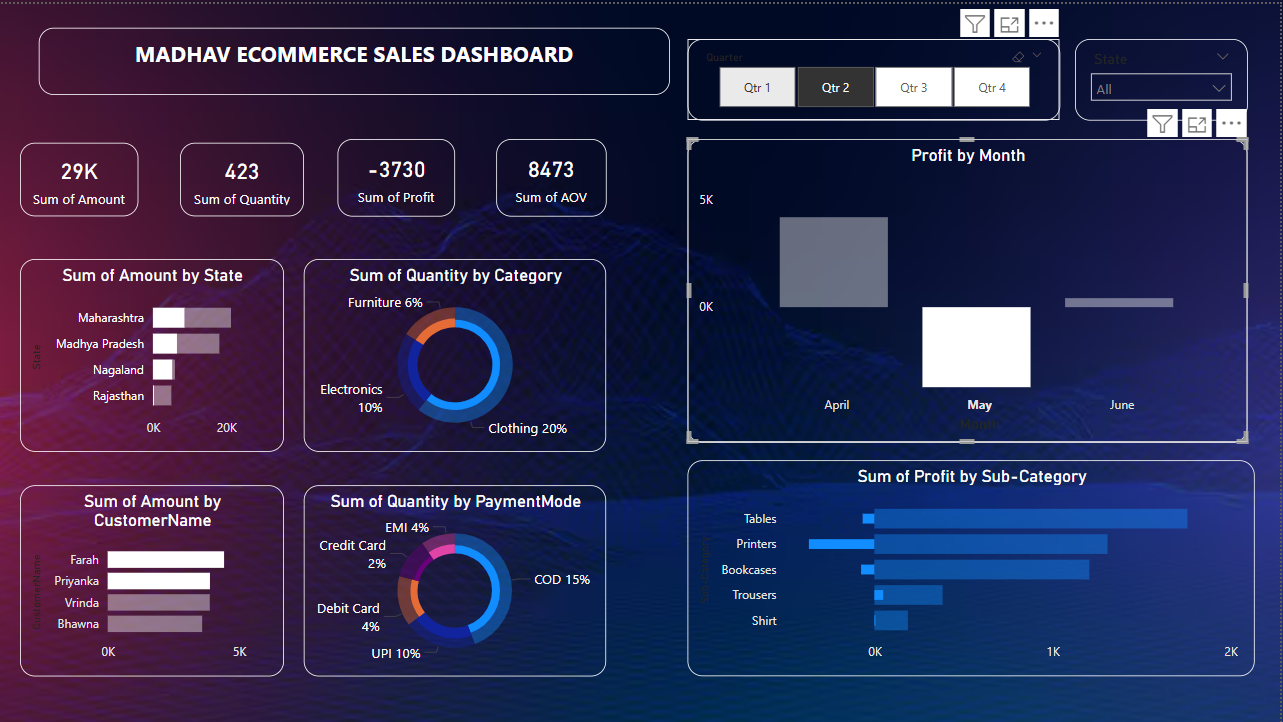 MADHAV ECOMMERCE SALES DASHBOARD
Quarter
Qtr 1
Qtr 2
Qtr 3
Qtr 4
State
All
29K
Sum of Amount
423
Sum of Quantity
-3730
Sum of Profit
8473
Sum of AOV
Profit by Month
5K
0K
April
May
June
Month
Sum of Amount by State
State
Maharashtra
Madhya Pradesh
Nagaland
Rajasthan
0K
20K
Sum of Quantity by Category
Furniture 6%
Electronics
10%
Clothing 20%
Sum of Amount by
CustomerName
CustomerName
Farah
Priyanka
Vrinda
Bhawna
0K
5K
Sum of Quantity by PaymentMode
EMI 4%
Credit Card
2%
COD 15%
Debit Card
4%
UPI 10%
Sum of Profit by Sub-Category
Tables
Printers
Bookcases
Trousers
Shirt
0K
1K
2K